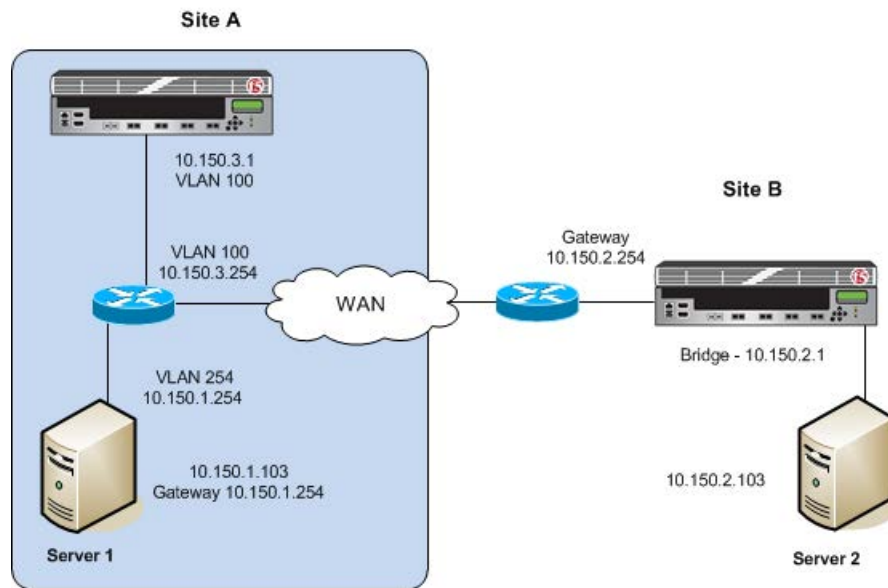 Site A
10.150.3.1
VLAN 100
VLAN 100
10.150.3.254
WAN
VLAN 254
10.150.1.254
10.150.1.103
Gateway 10.150.1.254
Server 1
Site B
Gateway
10.150.2.254
Bridge - 10.150.2.1
10.150.2.103
Server 2
f5
f5